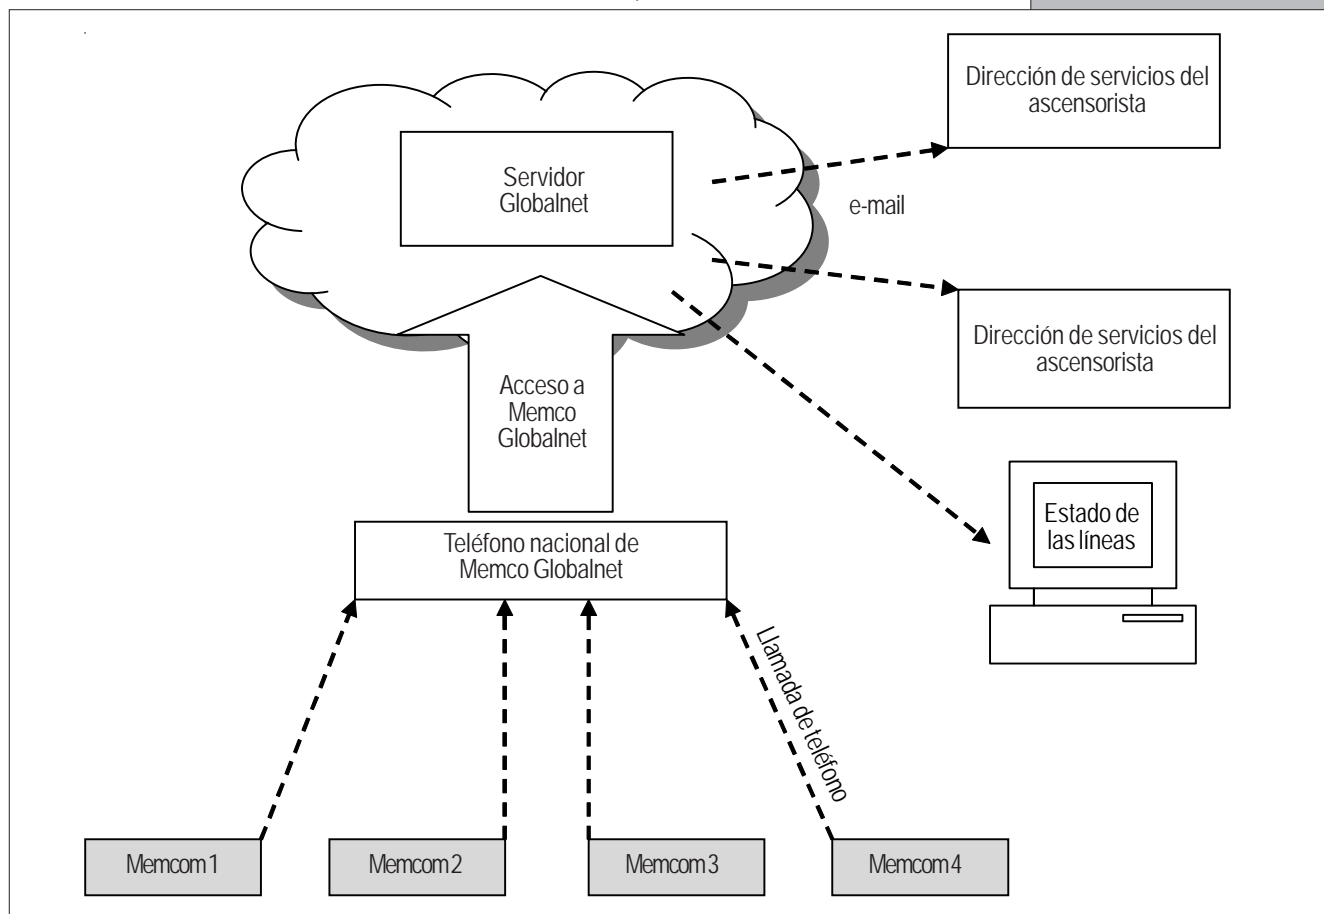 Dirección de servicios del
ascensorista
Servidor
Globalnet
e-mail
Dirección de servicios del
ascensorista
Acceso a
Memco
Globalnet
Estado de
las líneas
Teléfono nacional de
Memco Globalnet
Llamada de teléfono
Memcom 1
Memcom 2
Memcom 3
Memcom 4